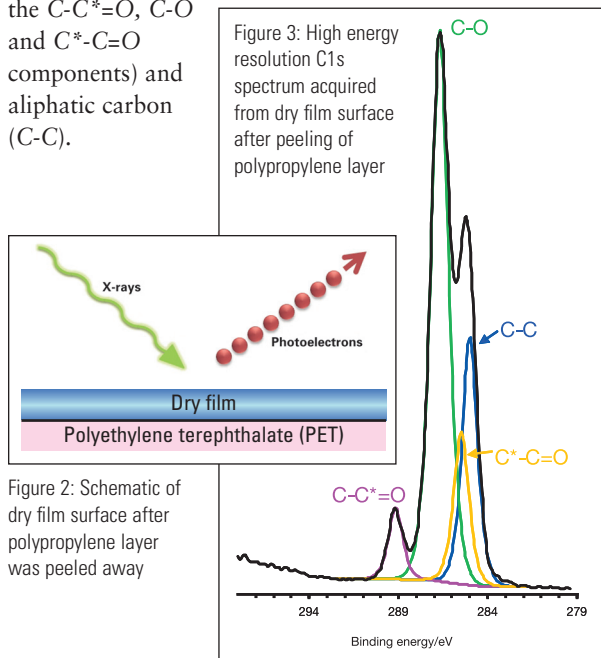 the C-C*=O, C-O
and C*-C=O
components) and
aliphatic carbon
(C-C).
X-rays
Photoelectrons
Dry film
Polyethylene terephthalate (PET)
Figure 2: Schematic of
dry film surface after
polypropylene layer
was peeled away
Figure 3: High energy
resolution C1s
spectrum acquired
from dry film surface
after peeling of
polypropylene layer
C-O
C-C
C*-C=O
C-C*=O
294
289
284
279
Binding energy/eV